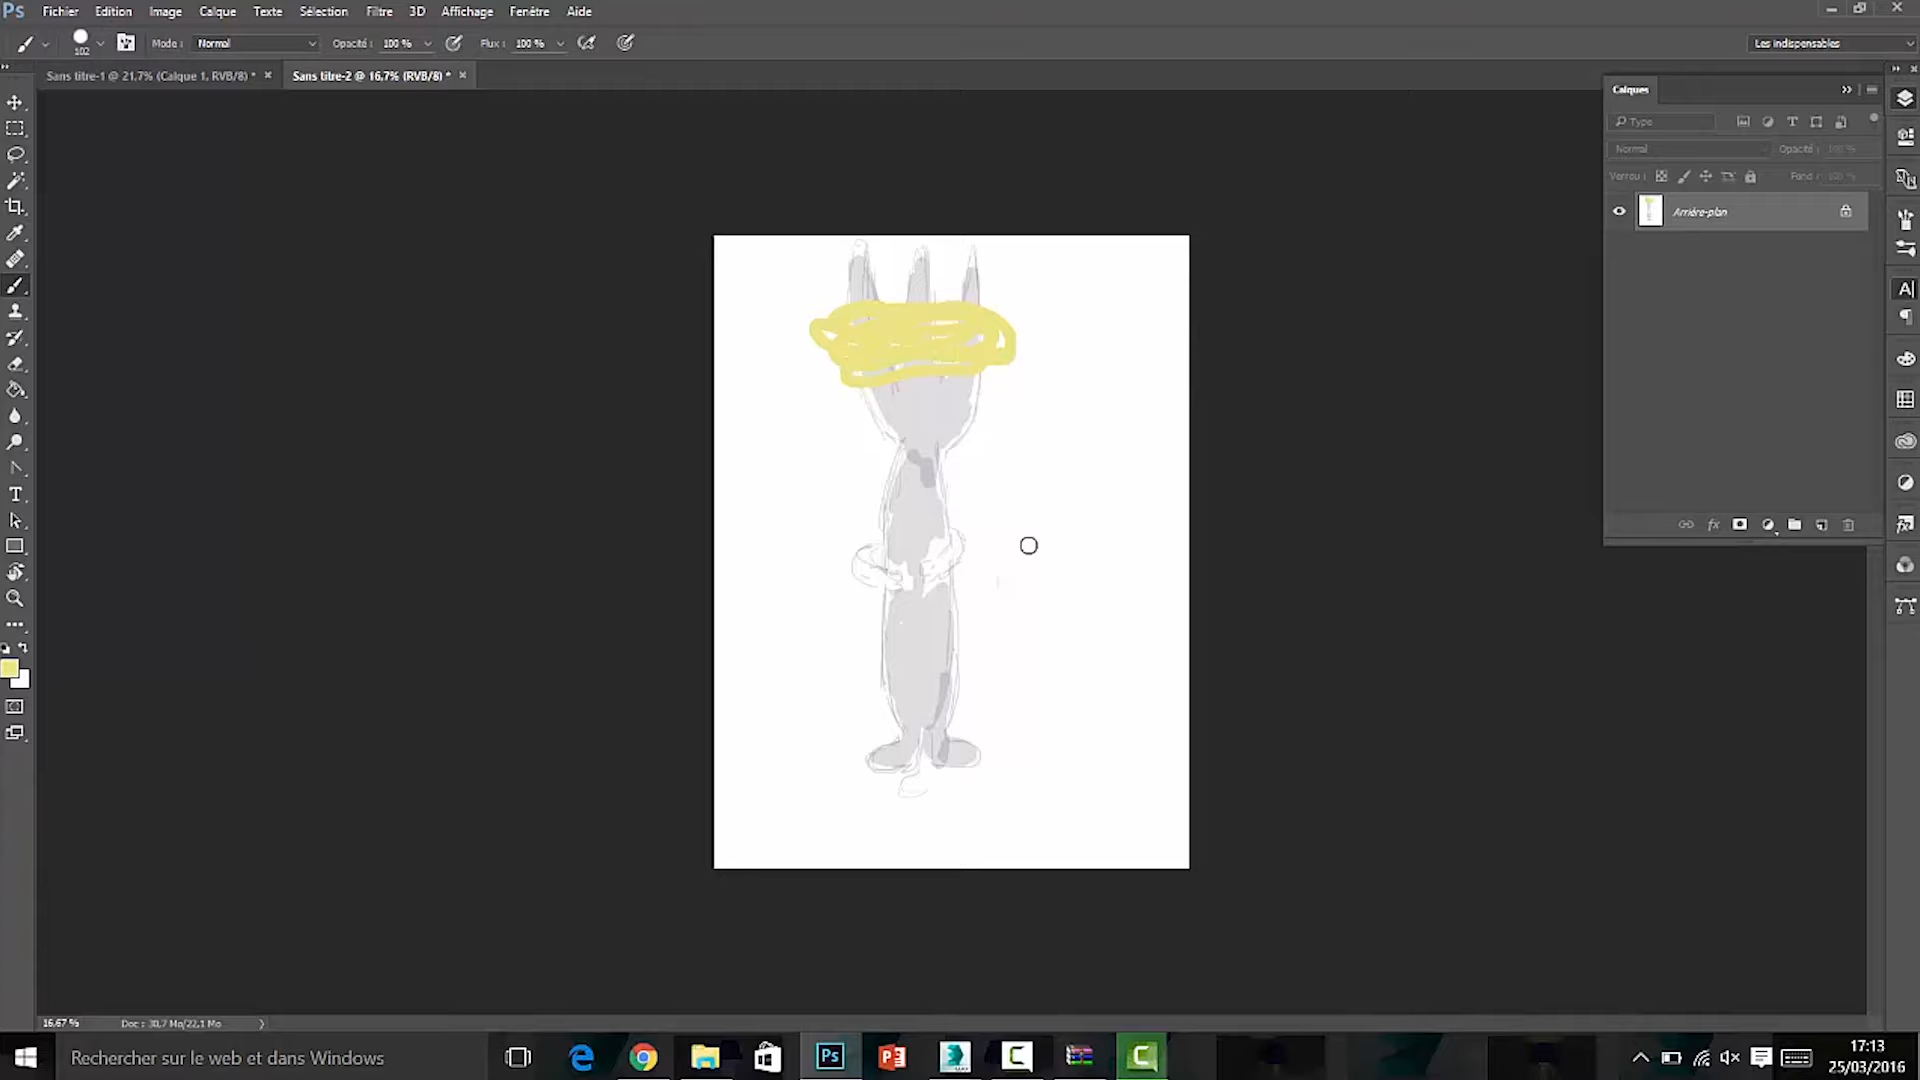 Ps Fichier Edition Image Calque Texte Sélection Filtre 3D Affichage Fenêtre Aide
102 Mode : Normal Opacité : 100 % Flux : 100 % Les indispensables
Sans titre-1 @ 21,7% (Calque 1, RVB/8) * Sans titre-2 @ 16,7% (RVB/8) *
Calques
Type
Normal Opacité : 100 %
Verrou : Fond : 100 %
Arrière-plan
16,67 % Doc : 30,7 Mo/22,1 Mo
Rechercher sur le web et dans Windows
17:13
25/03/2016